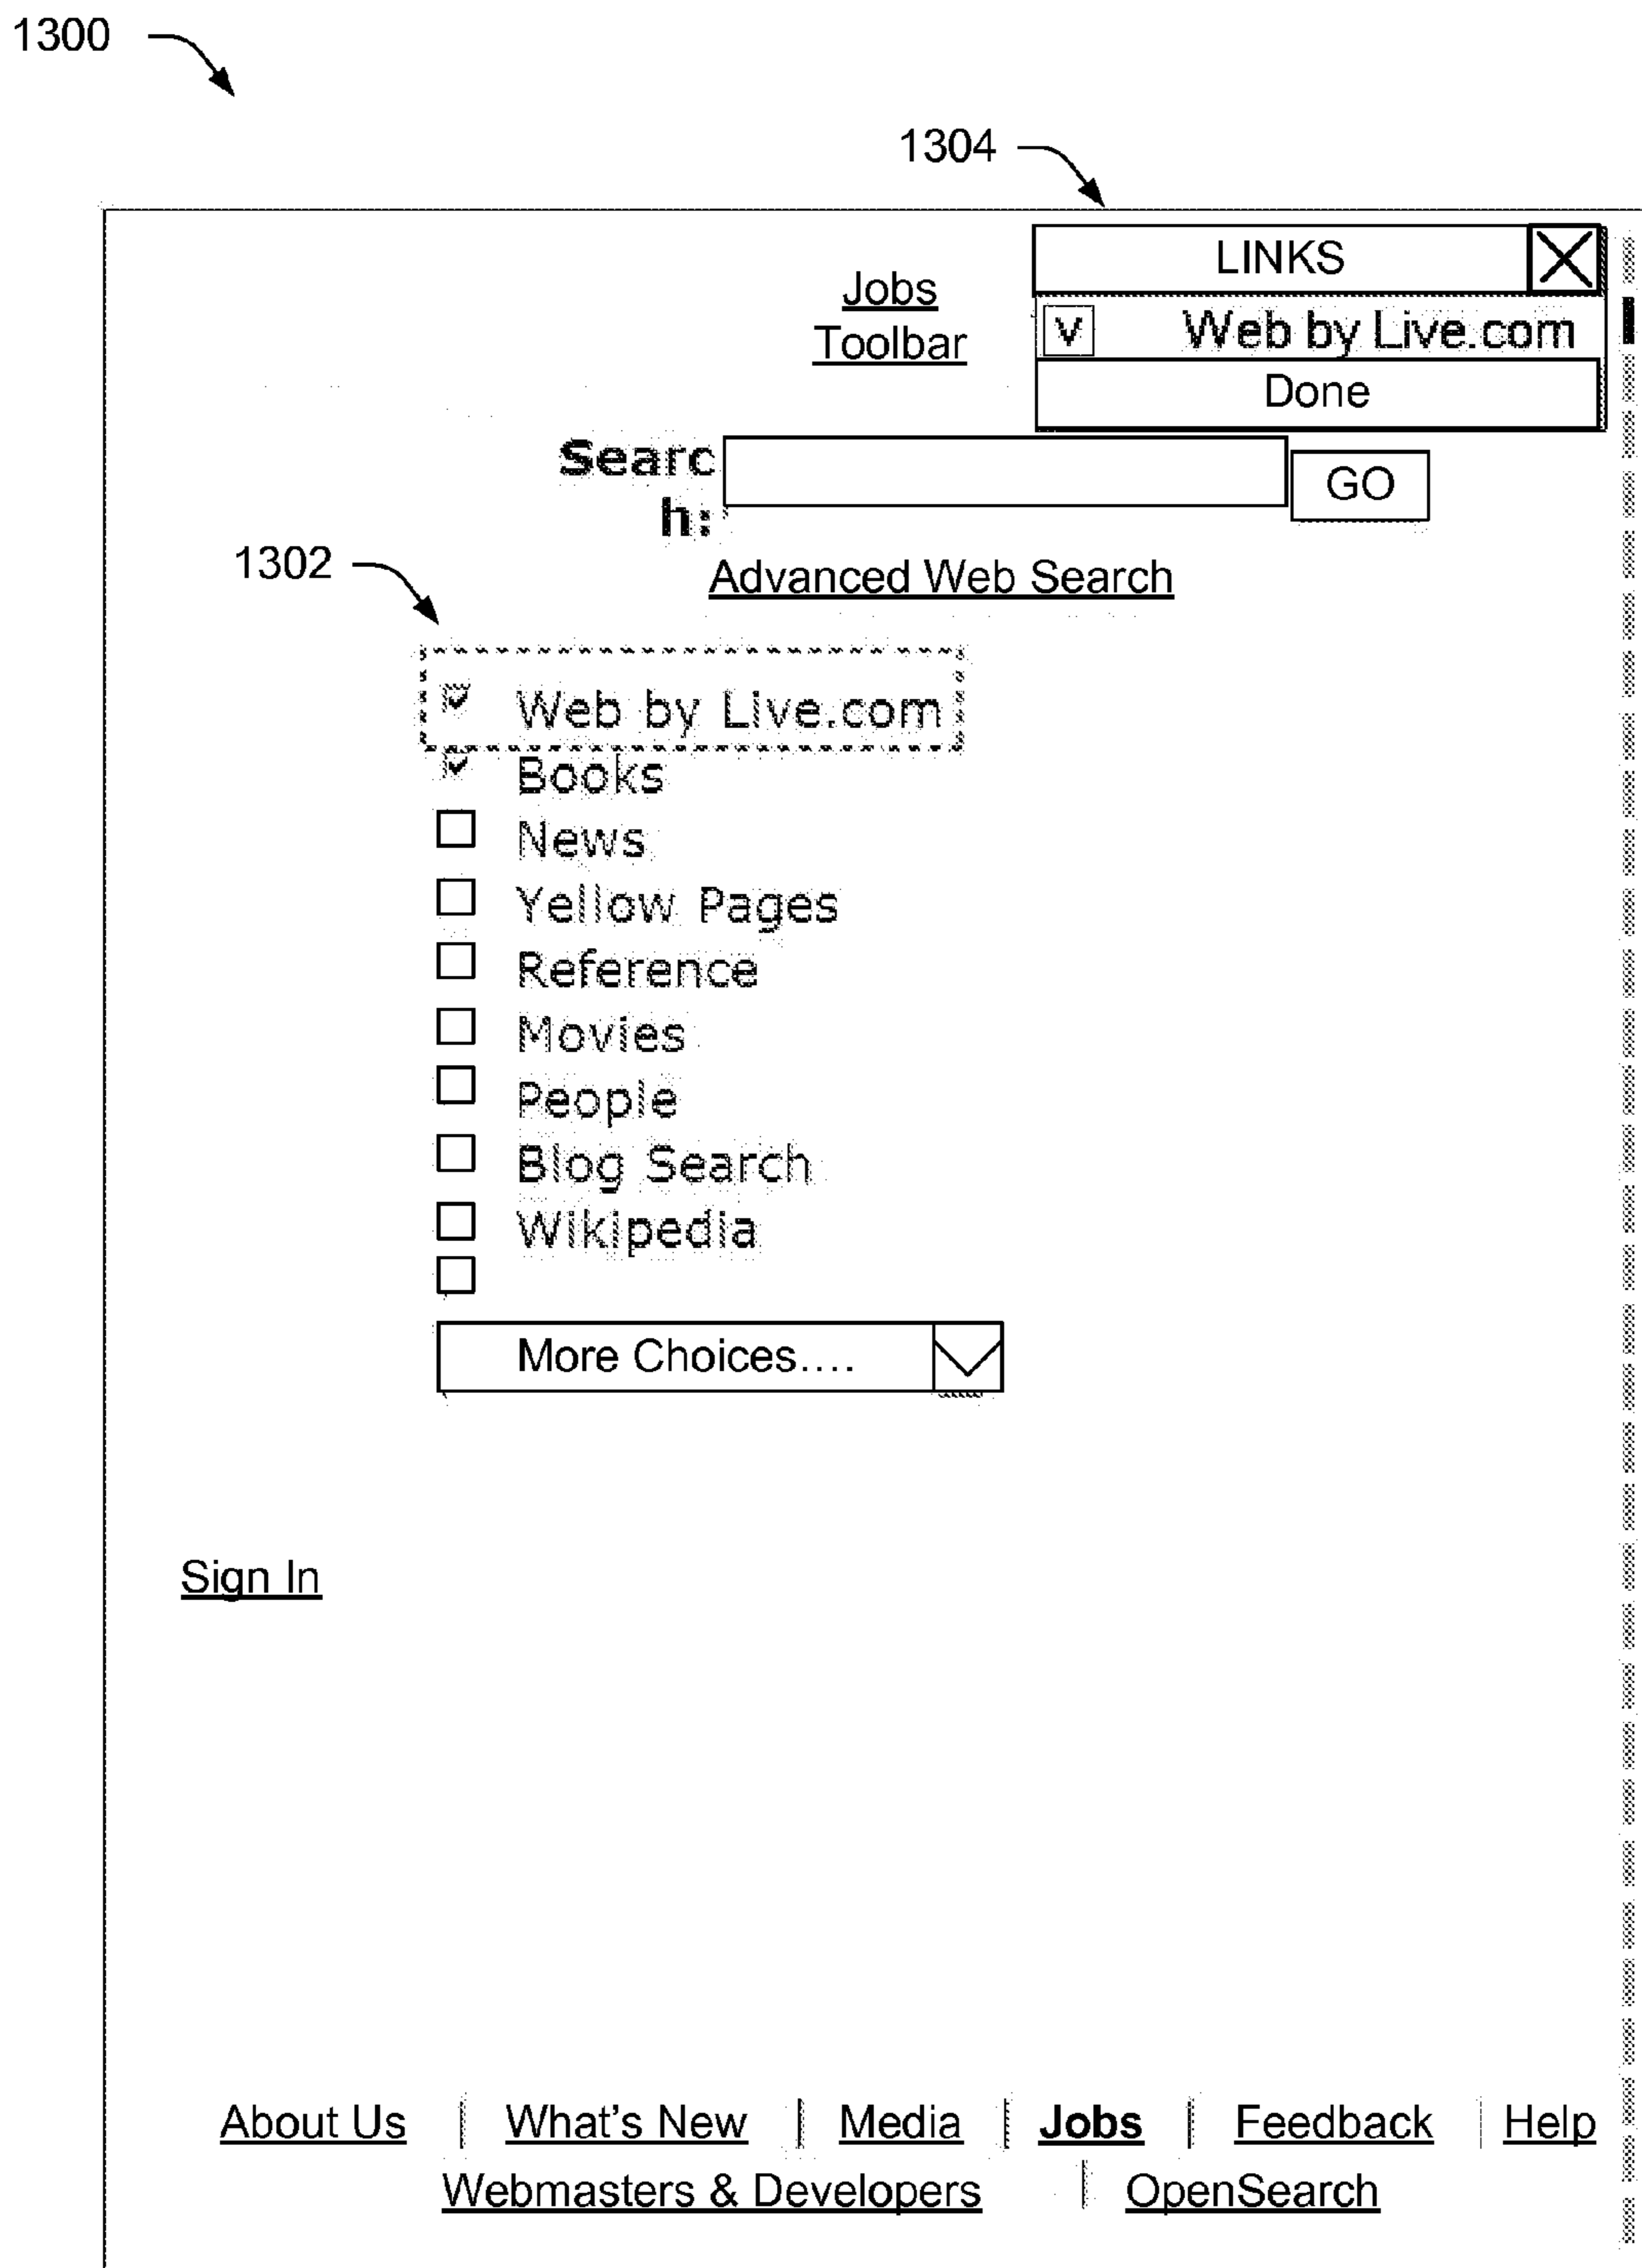 1300
1304
LINKS
Jobs
Toolbar
V Web by Live.com
Done
Searc
h:
GO
1302
Advanced Web Search
Web by Live.com
Books
News
Yellow Pages
Reference
Movies
People
Blog Search
Wikipedia
More Choices....
Sign In
About Us | What's New | Media | Jobs | Feedback | Help
Webmasters & Developers | OpenSearch